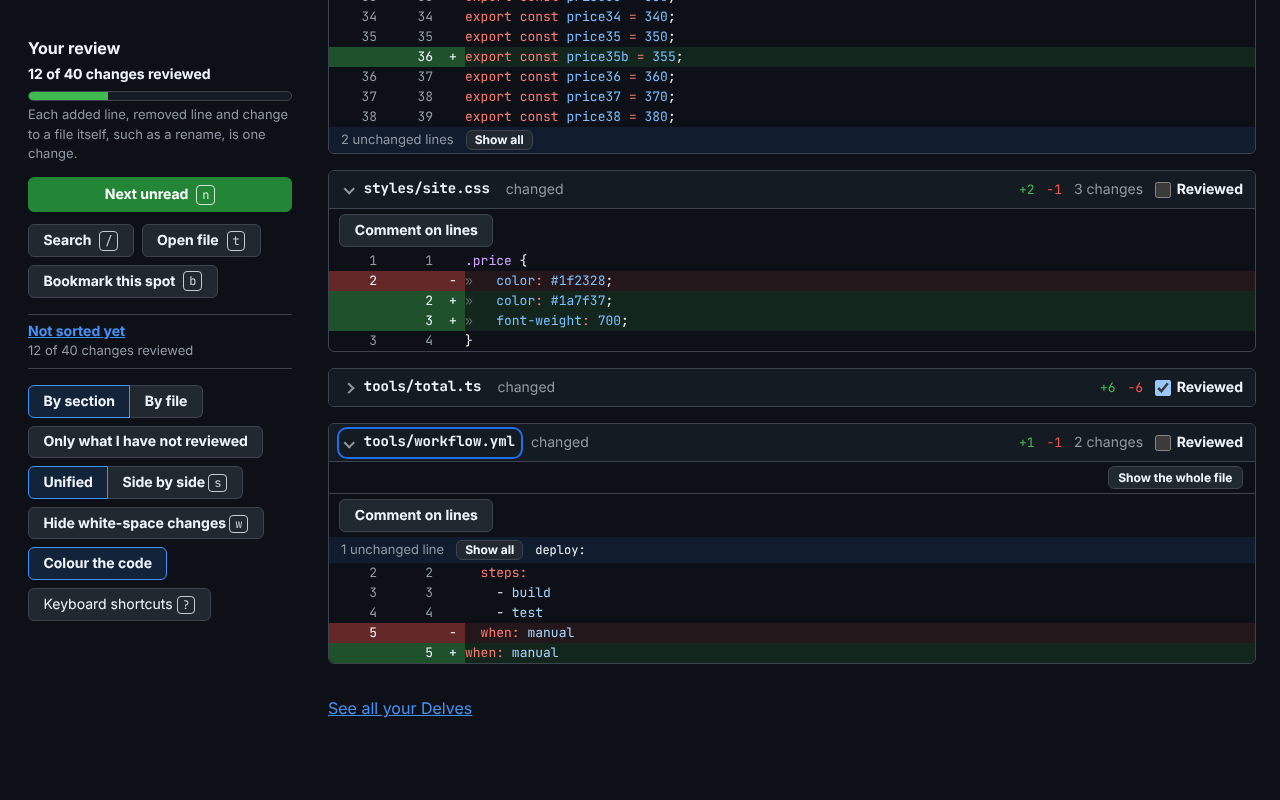 Your review
12 of 40 changes reviewed
Each added line, removed line and change
to a file itself, such as a rename, is one
change.
Next unread n
Search / Open file t
Bookmark this spot b
Not sorted yet
12 of 40 changes reviewed
By section By file
Only what I have not reviewed
Unified Side by side s
Hide white-space changes w
Colour the code
Keyboard shortcuts ?
34 34 export const price34 = 340;
35 35 export const price35 = 350;
36 + export const price35b = 355;
36 37 export const price36 = 360;
37 38 export const price37 = 370;
38 39 export const price38 = 380;
2 unchanged lines Show all
styles/site.css changed +2 -1 3 changes Reviewed
Comment on lines
1 1 .price {
2 - » color: #1f2328;
2 + » color: #1a7f37;
3 + » font-weight: 700;
3 4 }
tools/total.ts changed +6 -6 Reviewed
tools/workflow.yml changed +1 -1 2 changes Reviewed
Show the whole file
Comment on lines
1 unchanged line Show all deploy:
2 2 steps:
3 3 - build
4 4 - test
5 - when: manual
5 + when: manual
See all your Delves